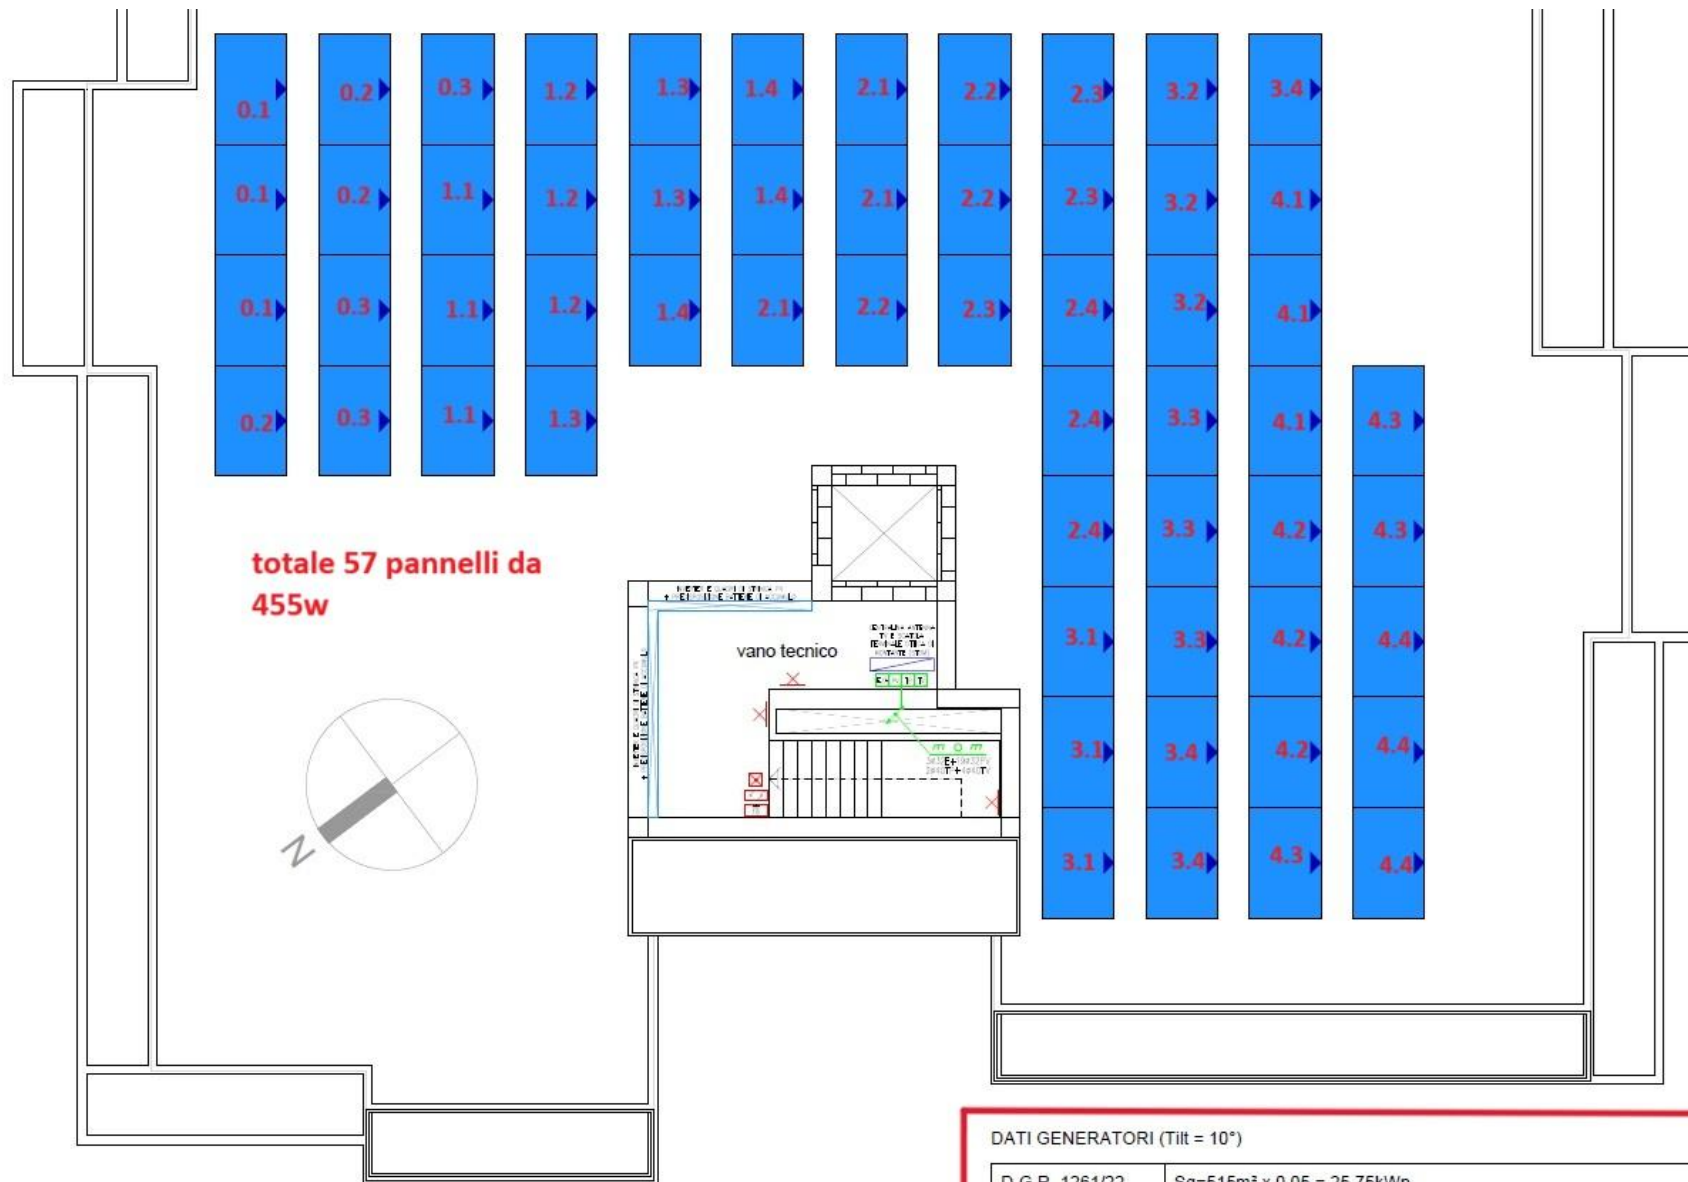 0.1 0.2 0.3 1.2 1.3 1.4 2.1 2.2 2.3 3.2 3.4
0.1 0.2 1.1 1.2 1.3 1.4 2.1 2.2 2.3 3.2 4.1
0.1 0.3 1.1 1.2 1.4 2.1 2.2 2.3 2.4 3.2 4.1
0.2 0.3 1.1 1.3 2.4 3.3 4.1 4.3
2.4 3.3 4.2 4.3
3.1 3.3 4.2 4.4
3.1 3.4 4.2 4.4
3.1 3.4 4.3 4.4
totale 57 pannelli da
455w
vano tecnico
N
DATI GENERATORI (Tilt = 10°)